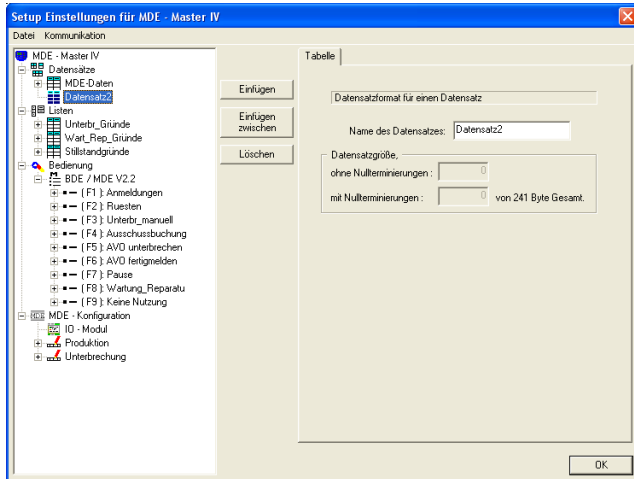 Setup Einstellungen für MDE - Master IV
Datei Kommunikation
MDE - Master IV
Datensätze
MDE-Daten
Datensatz2
Listen
Unterbr_Gründe
Wart_Rep_Gründe
Stillstandgründe
Bedienung
BDE / MDE V2.2
( F1 ): Anmeldungen
( F2 ): Ruesten
( F3 ): Unterbr_manuell
( F4 ): Ausschussbuchung
( F5 ): AVO unterbrechen
( F6 ): AVO fertigmelden
( F7 ): Pause
( F8 ): Wartung_Reparatu
( F9 ): Keine Nutzung
MDE - Konfiguration
IO - Modul
Produktion
Unterbrechung
Einfügen
Einfügen
zwischen
Löschen
Tabelle
Datensatzformat für einen Datensatz
Name des Datensatzes: Datensatz2
Datensatzgröße,
ohne Nullterminierungen : 0
mit Nullterminierungen : 0 von 241 Byte Gesamt.
OK